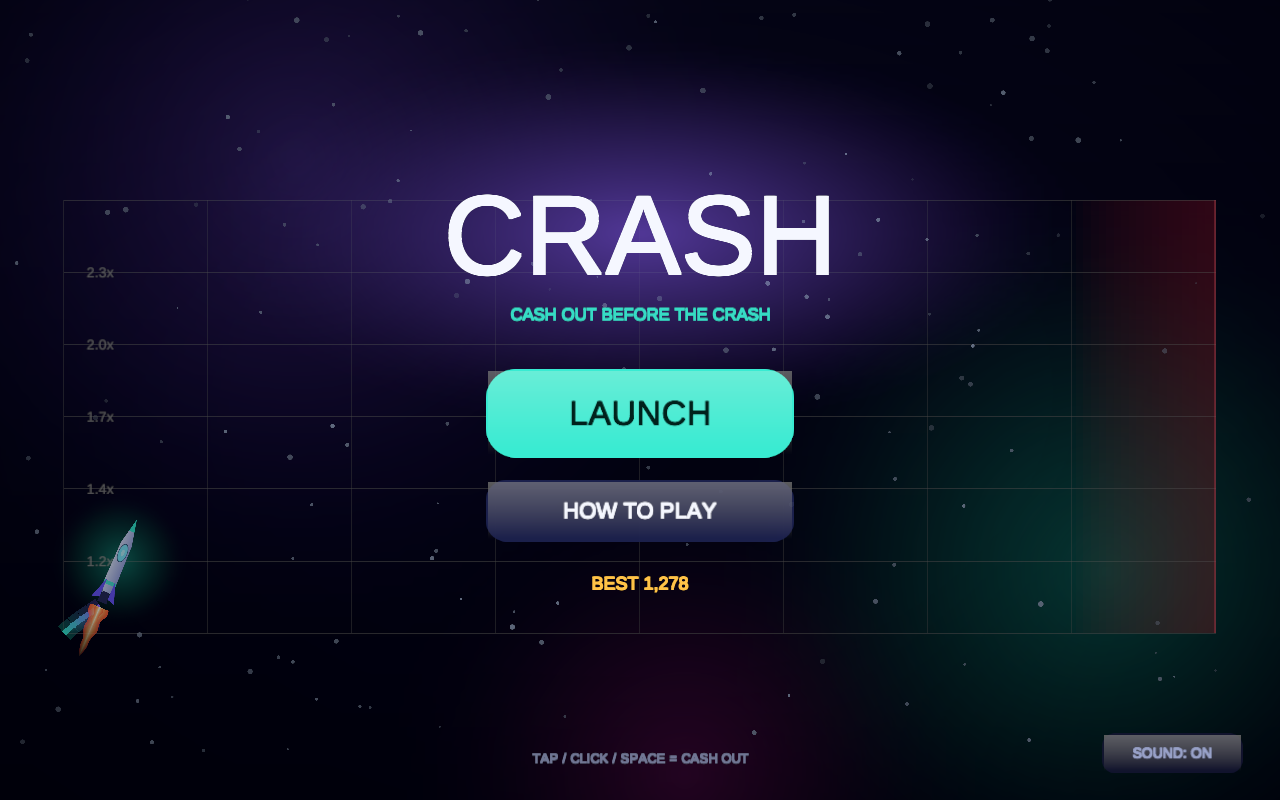 CRASH
2.3x
CASH OUT BEFORE THE CRASH
2.0x
LAUNCH
1.7x
1.4x
HOW TO PLAY
1.2x
BEST 1,278
SOUND: ON
TAP / CLICK / SPACE = CASH OUT